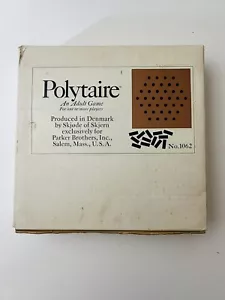 Polytaire
An Adult Game
For one or more players
Produced in Denmark
by Skjøde of Skjern
exclusively for
Parker Brothers, Inc.,
Salem, Mass., U.S.A.
No.1062